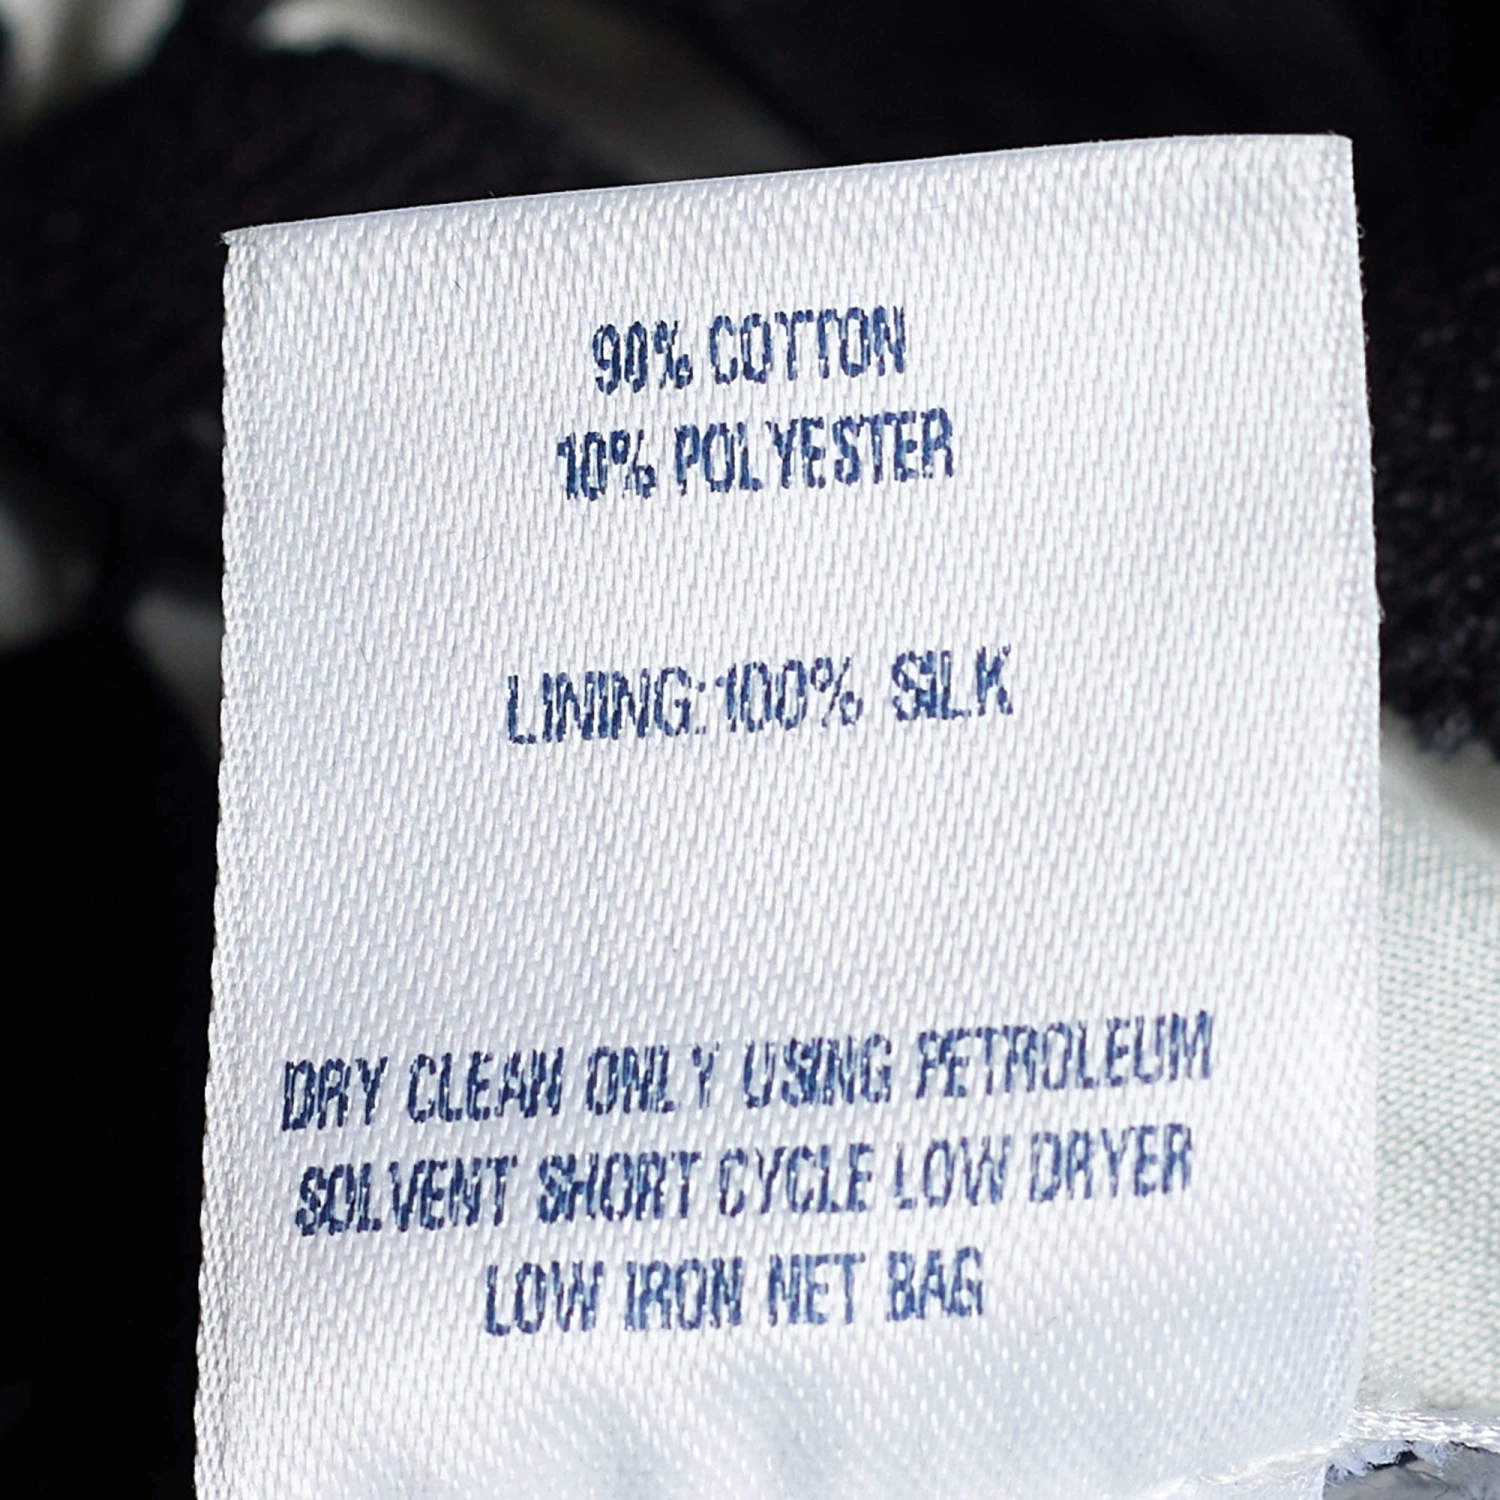 90% COTTON
10% POLYESTER
LINING:100% SILK
DRY CLEAN ONLY USING PETROLEUM
SOLVENT SHORT CYCLE LOW DRYER
LOW IRON NET BAG